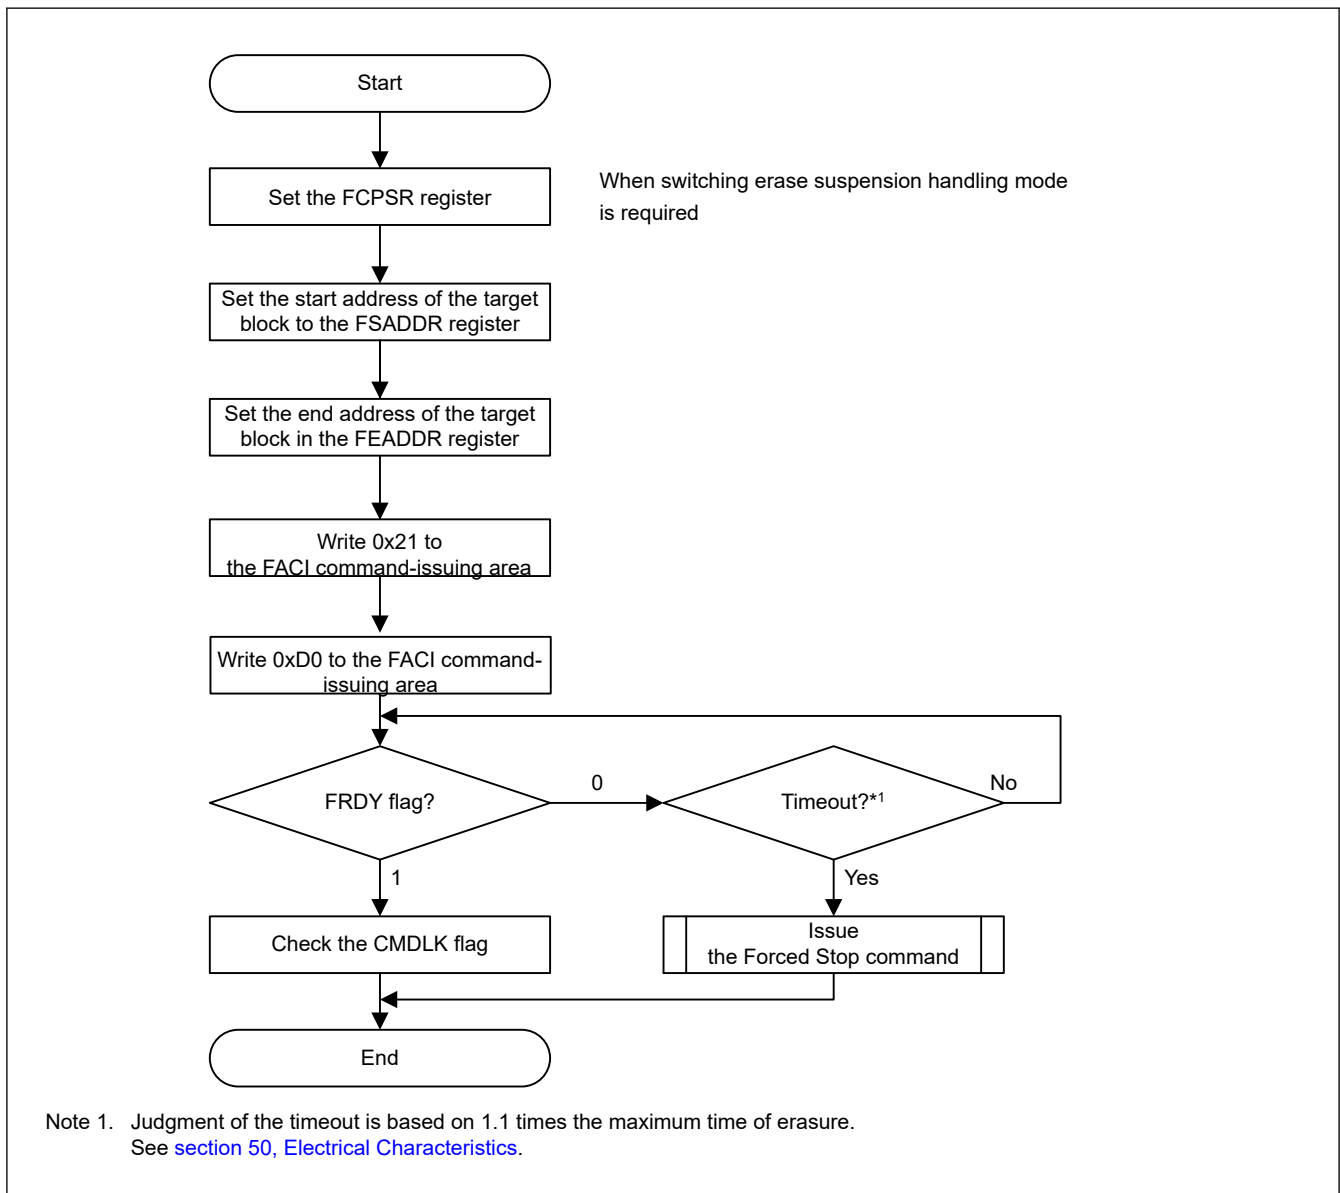 Start
Set the FCPSR register
When switching erase suspension handling mode
is required
Set the start address of the target
block to the FSADDR register
Set the end address of the target
block in the FEADDR register
Write 0x21 to
the FACI command-issuing area
Write 0xD0 to the FACI command-
issuing area
FRDY flag?
0
Timeout?*1
No
1
Yes
Check the CMDLK flag
Issue
the Forced Stop command
End
Note 1. Judgment of the timeout is based on 1.1 times the maximum time of erasure.
See section 50, Electrical Characteristics.